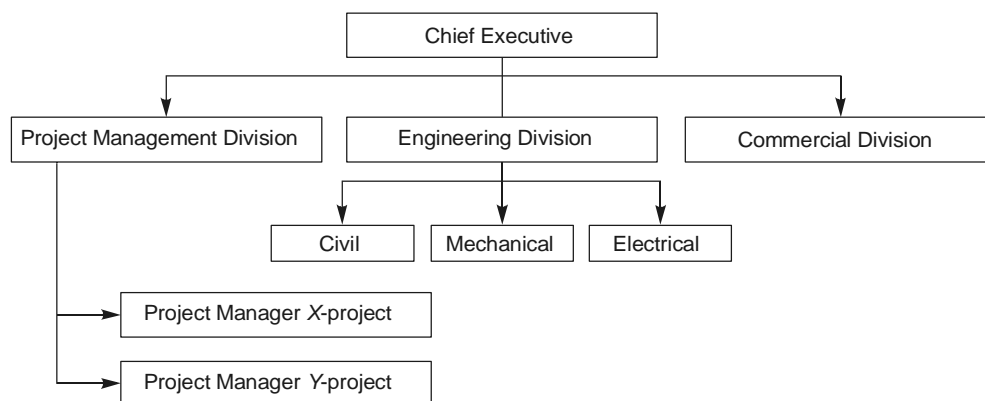 Chief Executive
Project Management Division
Engineering Division
Commercial Division
Civil
Mechanical
Electrical
Project Manager X-project
Project Manager Y-project